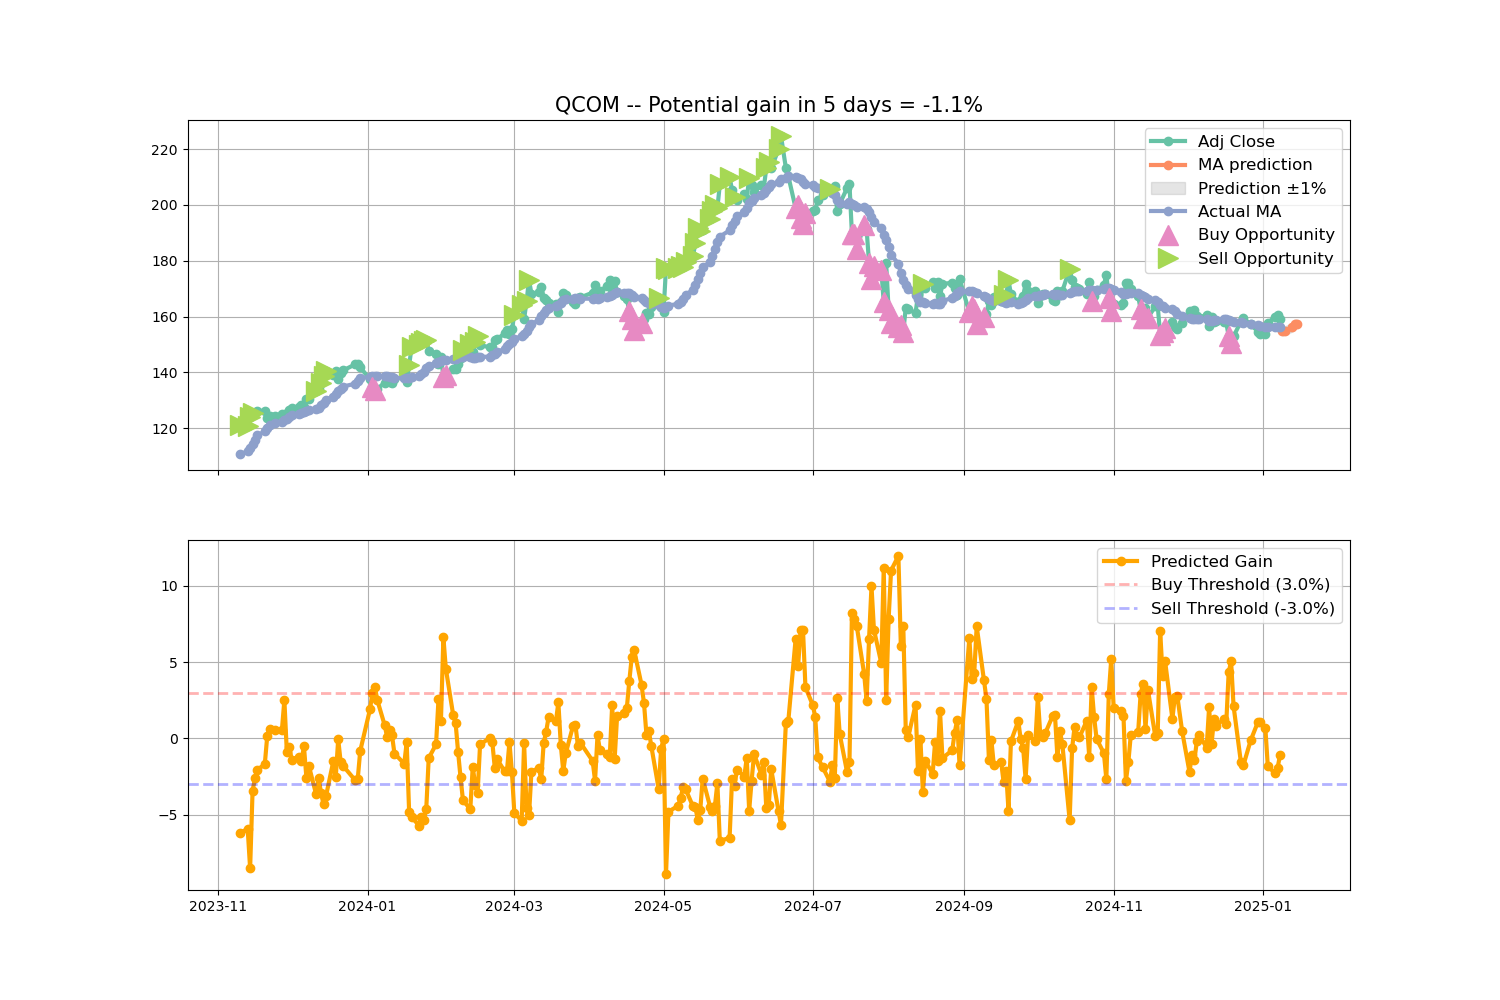 QCOM -- Potential gain in 5 days = -1.1%
220
200
180
160
140
120
Adj Close
MA prediction
Prediction ±1%
Actual MA
Buy Opportunity
Sell Opportunity
10
5
0
−5
Predicted Gain
Buy Threshold (3.0%)
Sell Threshold (-3.0%)
2023-11 2024-01 2024-03 2024-05 2024-07 2024-09 2024-11 2025-01